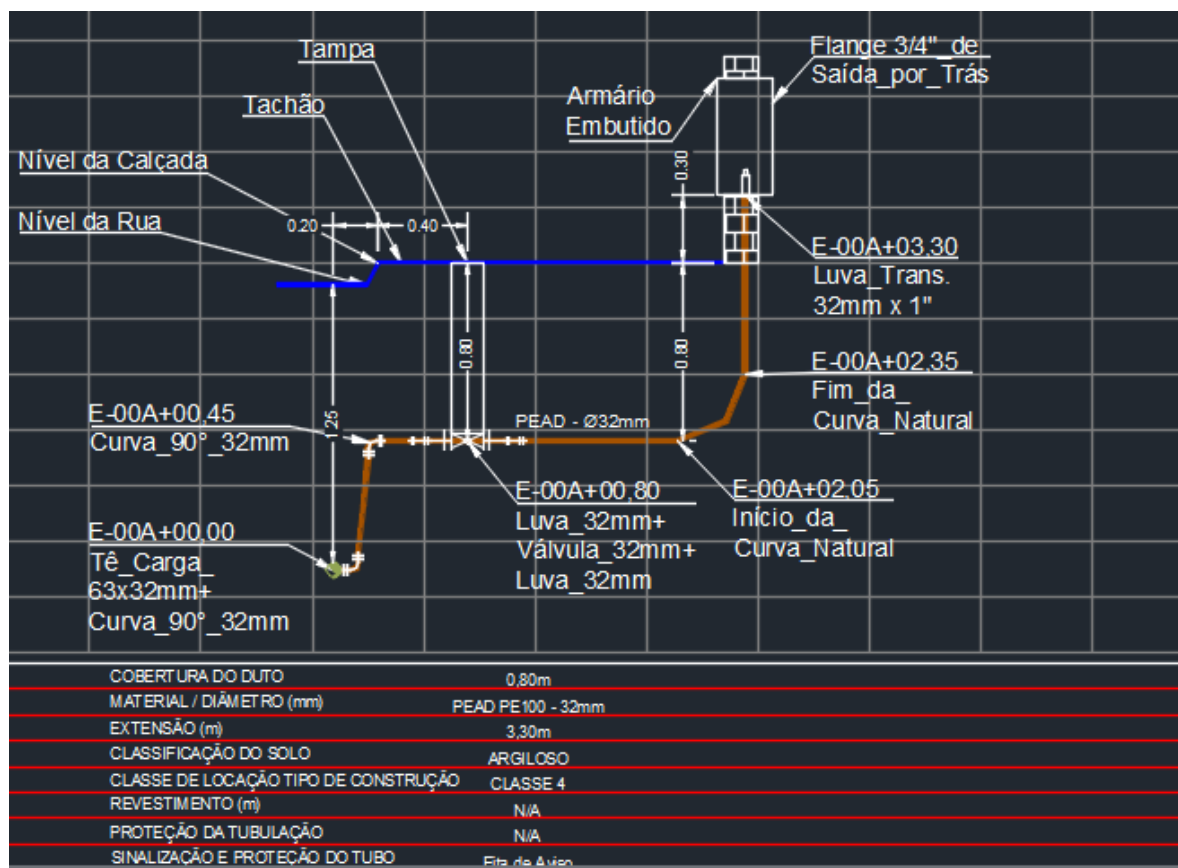 Tampa
Flange 3/4"_de_
Saída_por_Trás
Armário
Embutido
Tachão
Nível da Calçada
Nível da Rua
0.20
0.40
0.30
E-00A+03,30
Luva_Trans.
32mm x 1"
0.80
0.80
E-00A+02,35
Fim_da_
Curva_Natural
E-00A+00,45
Curva_90°_32mm
1.25
PEAD - Ø32mm
E-00A+00,80
Luva_32mm+
Válvula_32mm+
Luva_32mm
E-00A+02,05
Início_da_
Curva_Natural
E-00A+00,00
Tê_Carga_
63x32mm+
Curva_90°_32mm
COBERTURA DO DUTO 0,80m
MATERIAL / DIÂMETRO (mm) PEAD PE100 - 32mm
EXTENSÃO (m) 3,30m
CLASSIFICAÇÃO DO SOLO ARGILOSO
CLASSE DE LOCAÇÃO TIPO DE CONSTRUÇÃO CLASSE 4
REVESTIMENTO (m) N/A
PROTEÇÃO DA TUBULAÇÃO N/A
SINALIZAÇÃO E PROTEÇÃO DO TUBO Fita de Aviso